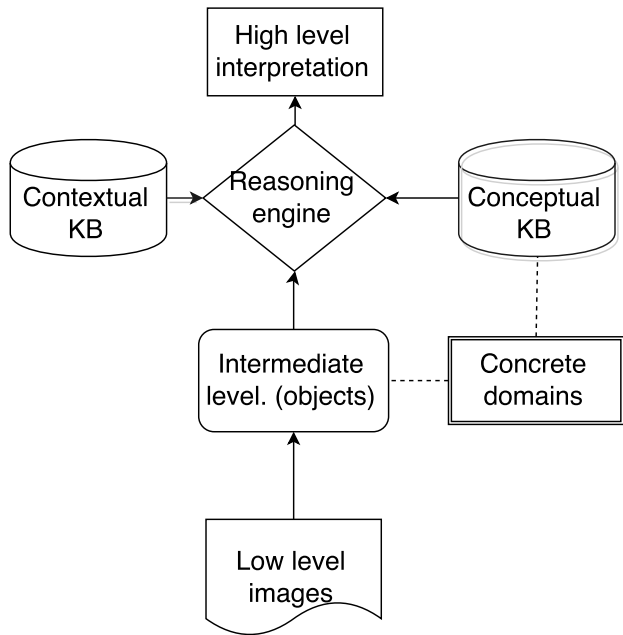 High level
interpretation
Contextual
KB
Reasoning
engine
Conceptual
KB
Intermediate
level. (objects)
Concrete
domains
Low level
images